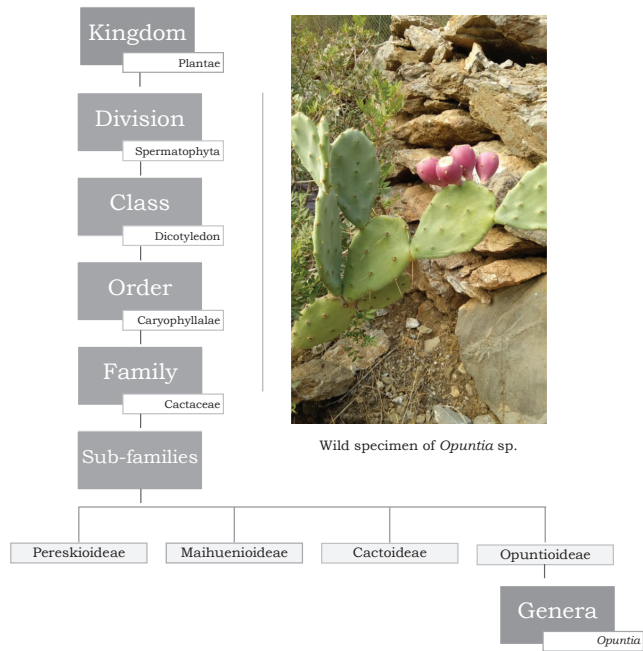 Kingdom
Plantae
Division
Spermatophyta
Class
Dicotyledon
Order
Caryophyllalae
Family
Cactaceae
Sub-families
Wild specimen of Opuntia sp.
Pereskioideae
Maihuenioideae
Cactoideae
Opuntioideae
Genera
Opuntia